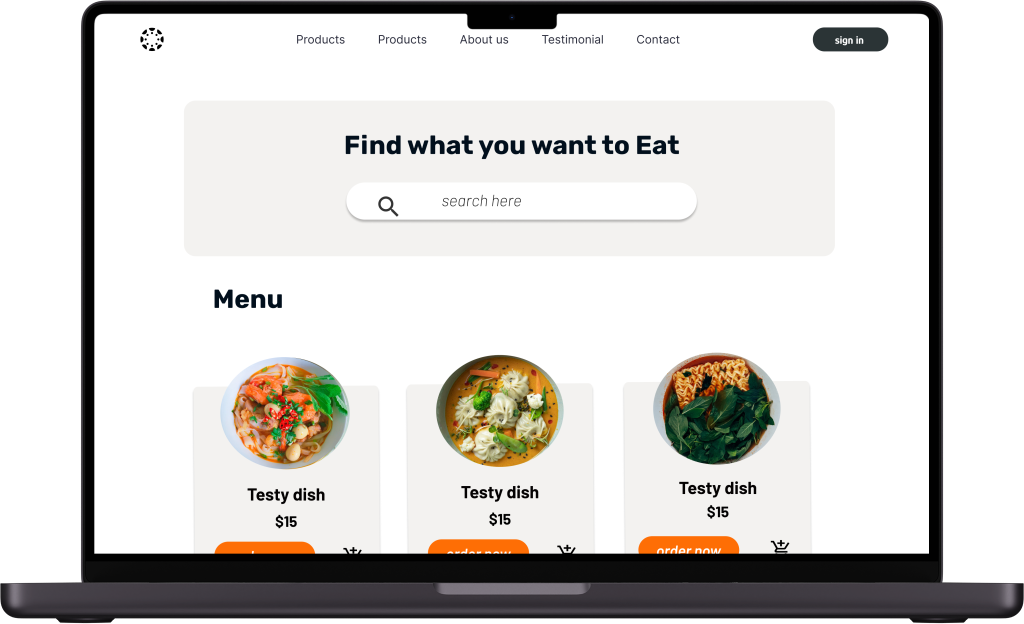 Products Products About us Testimonial Contact sign in
Find what you want to Eat
search here
Menu
Testy dish Testy dish Testy dish
$15 $15 $15
order now order now